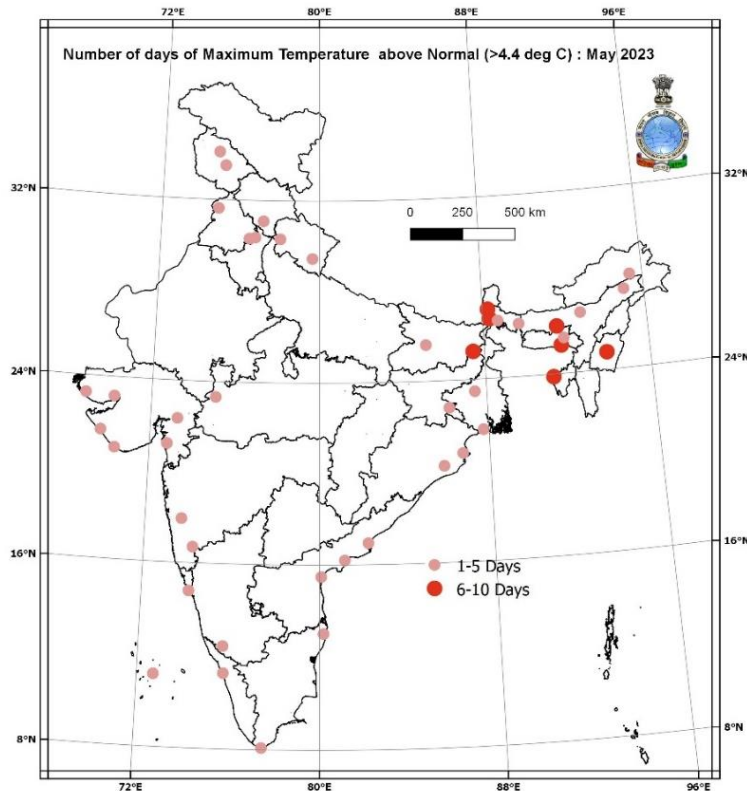 72°E 80°E 88°E 96°E
Number of days of Maximum Temperature above Normal (>4.4 deg C) : May 2023
32°N 32°N
0 250 500 km
24°N 24°N
16°N 16°N
1-5 Days
6-10 Days
8°N 8°N
72°E 80°E 88°E 96°E